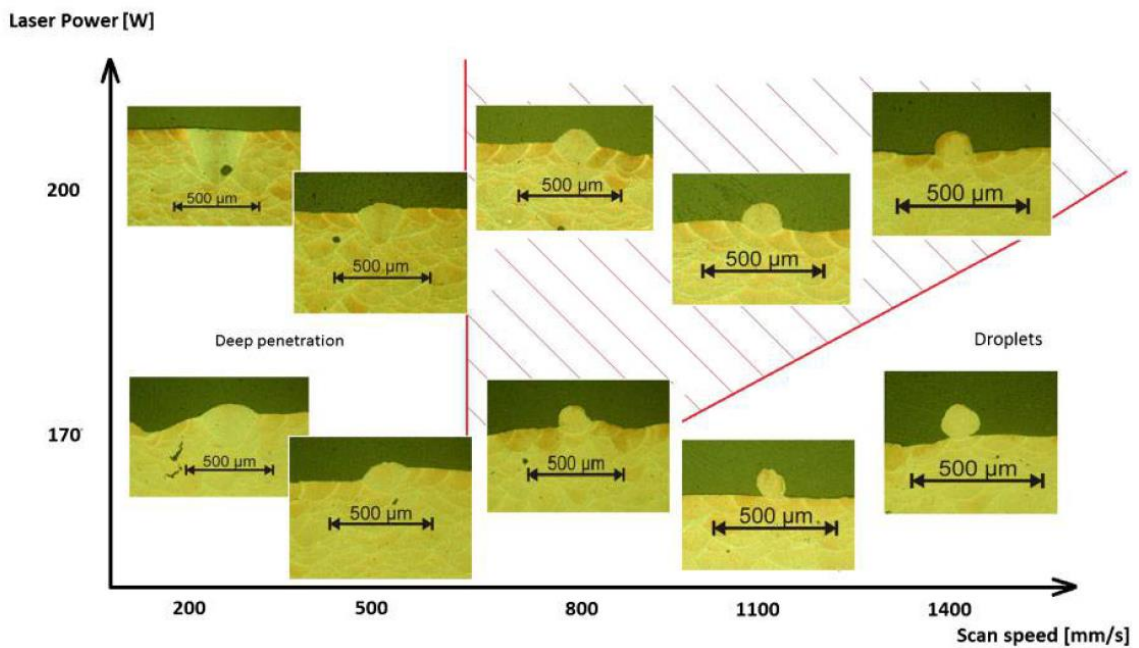 Laser Power [W]
200
500 µm
500 µm
500 µm
500 µm
500 µm
Deep penetration
Droplets
170
500 µm
500 µm
500 µm
500 µm
500 µm
200
500
800
1100
1400
Scan speed [mm/s]